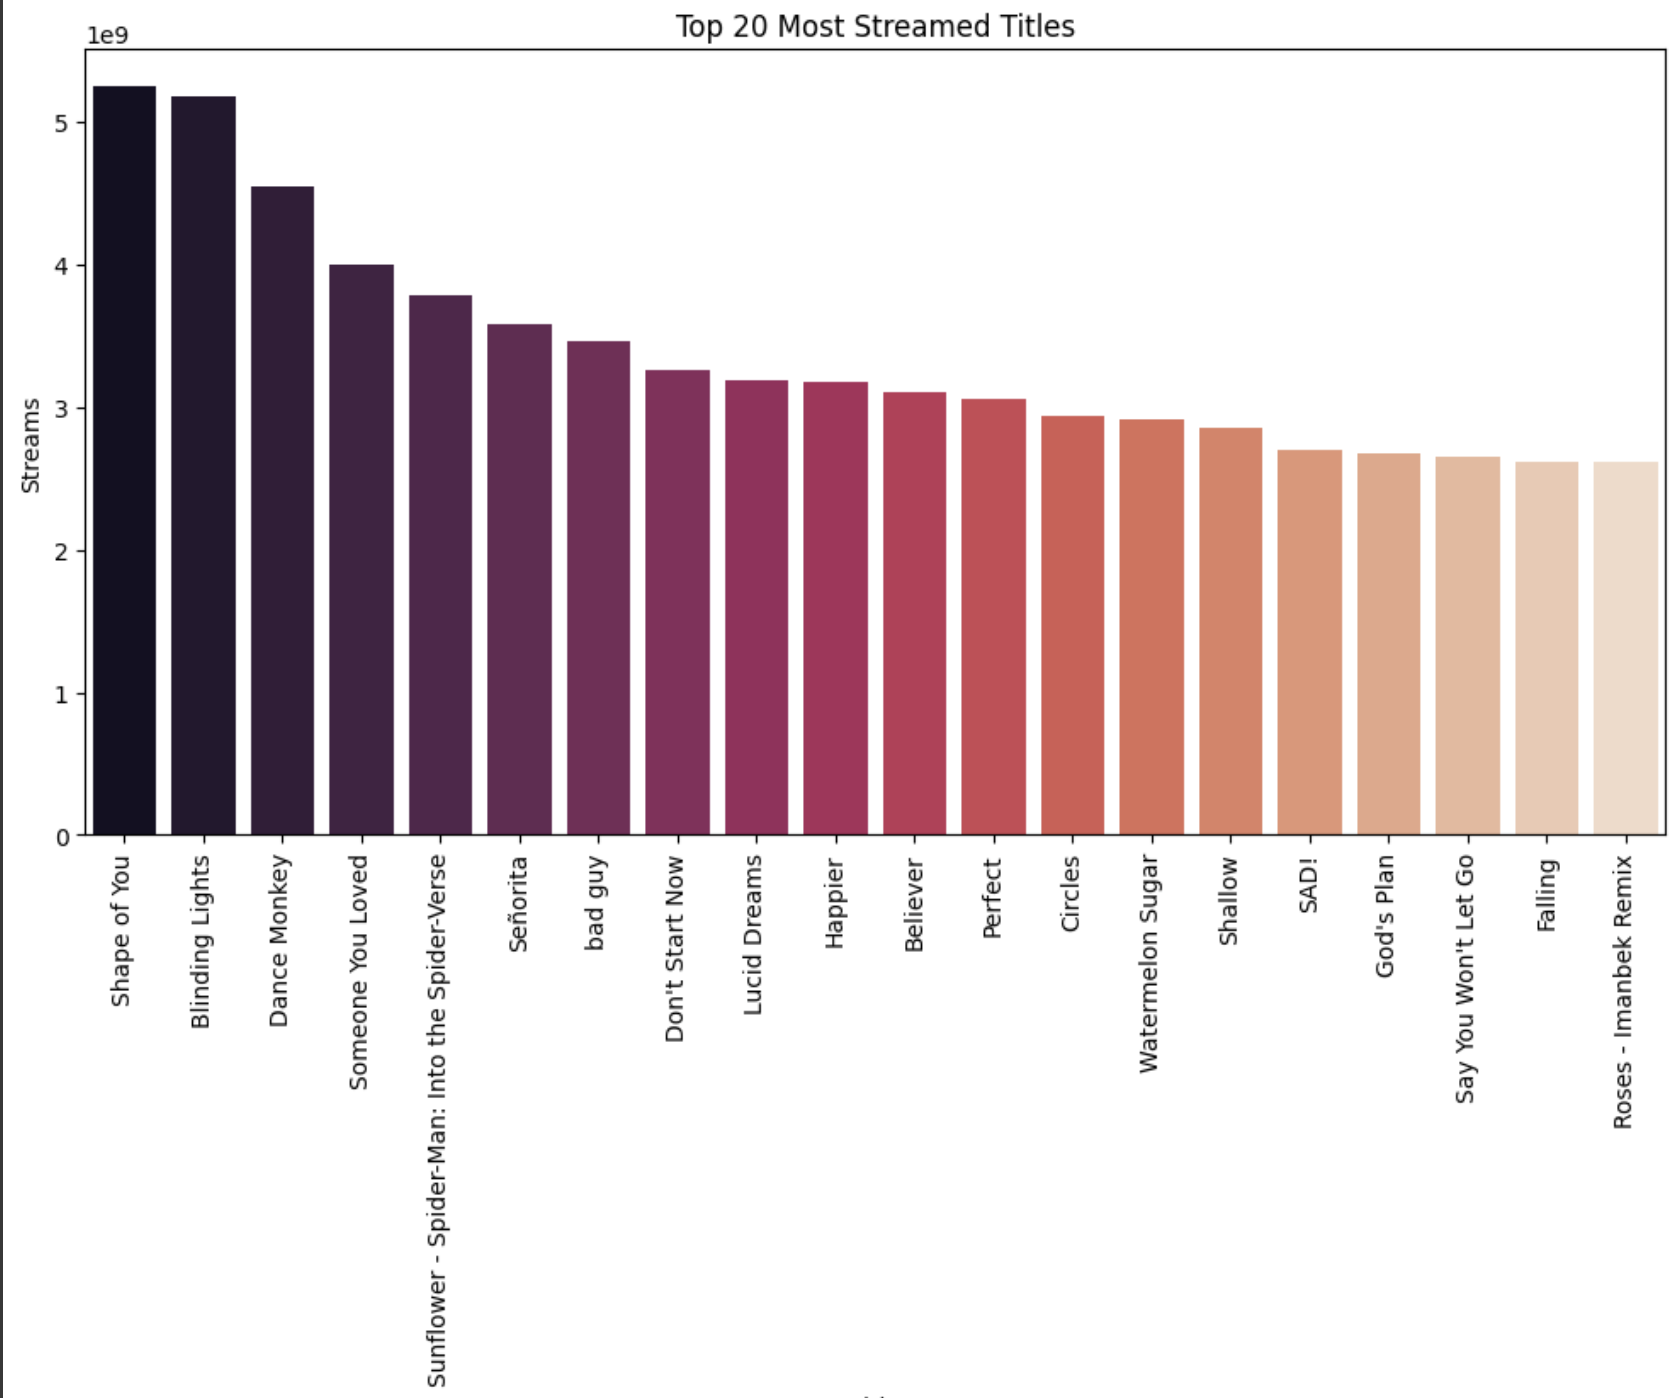 Top 20 Most Streamed Titles
1e9
5
4
3
2
1
0
Streams
Shape of You
Blinding Lights
Dance Monkey
Someone You Loved
Sunflower - Spider-Man: Into the Spider-Verse
Señorita
bad guy
Don't Start Now
Lucid Dreams
Happier
Believer
Perfect
Circles
Watermelon Sugar
Shallow
SAD!
God's Plan
Say You Won't Let Go
Falling
Roses - Imanbek Remix